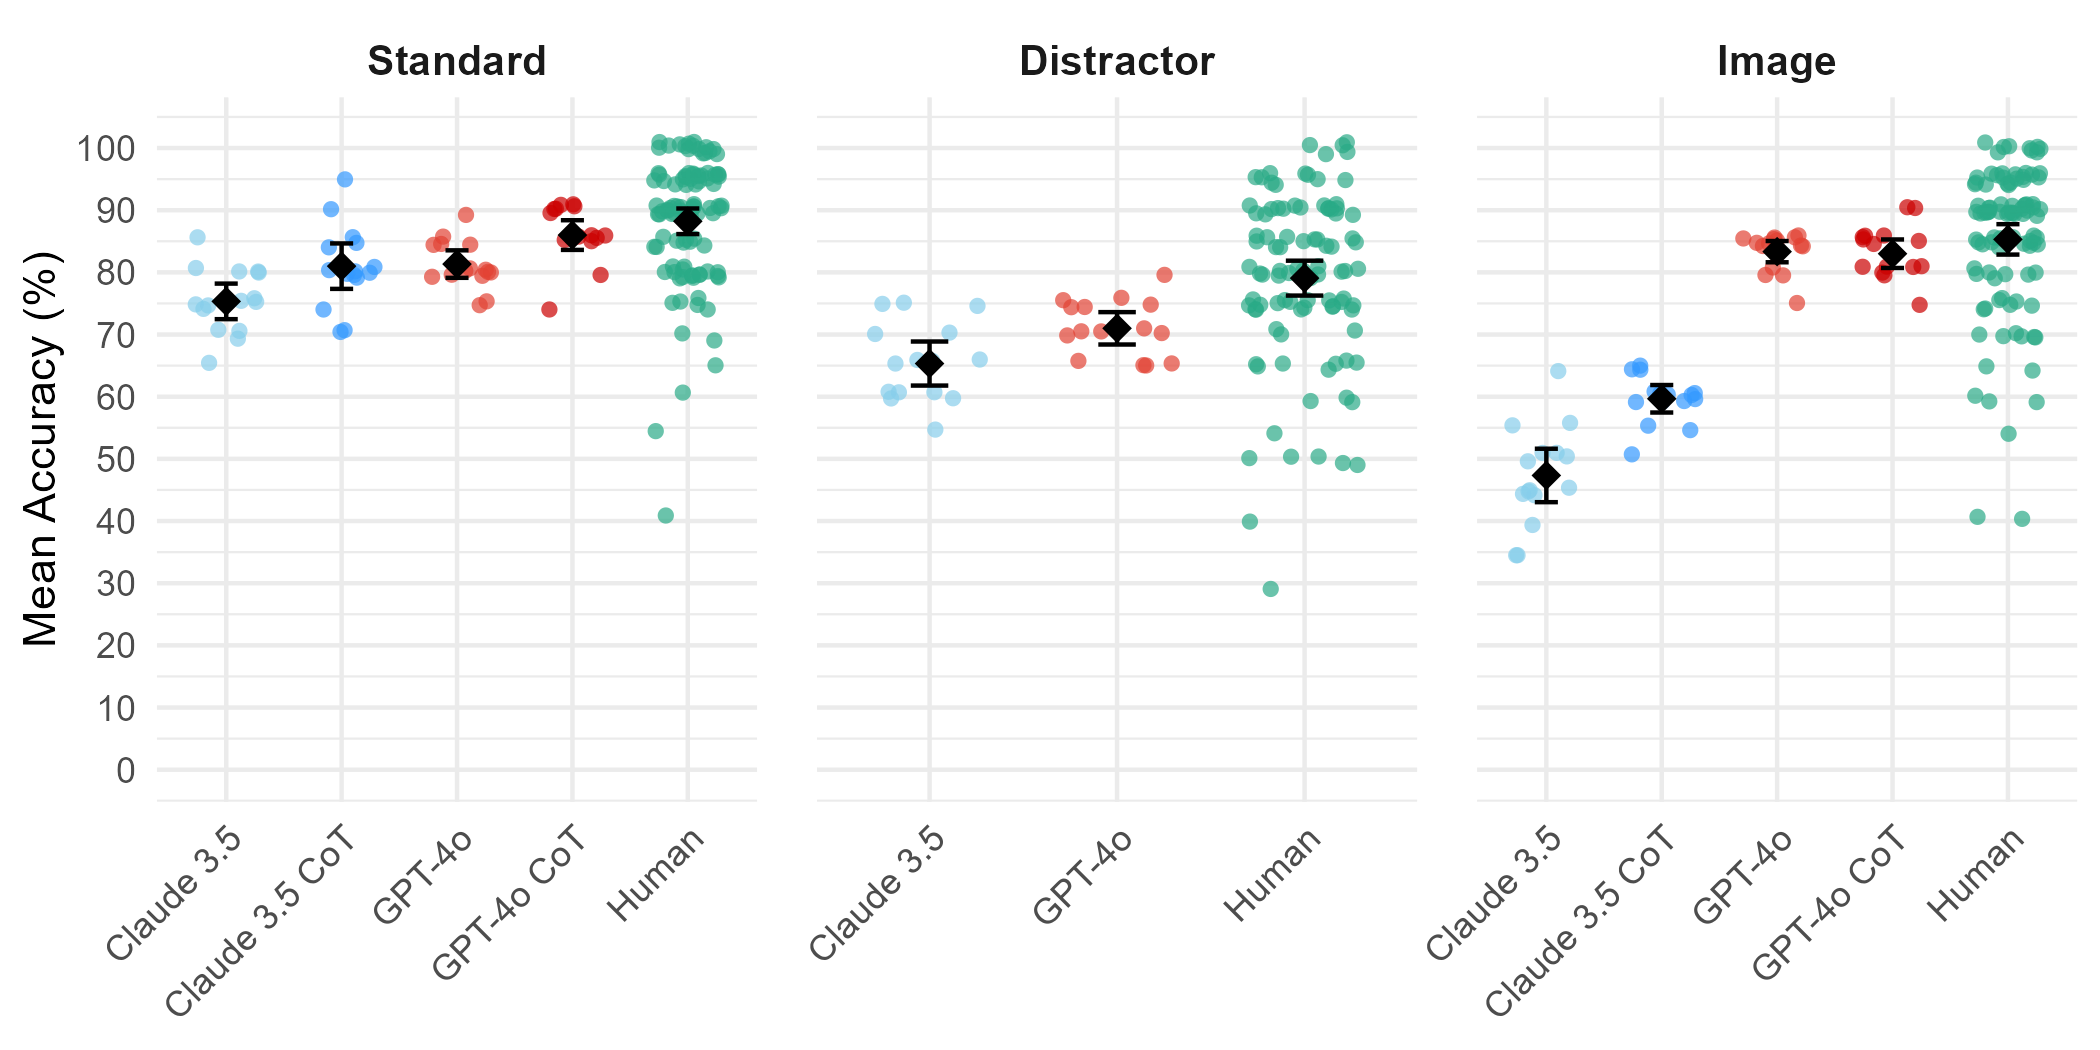 Standard
Distractor
Image
Mean Accuracy (%)
100
90
80
70
60
50
40
30
20
10
0
Claude 3.5
Claude 3.5 CoT
GPT-4o
GPT-4o CoT
Human
Claude 3.5
GPT-4o
Human
Claude 3.5
Claude 3.5 CoT
GPT-4o
GPT-4o CoT
Human